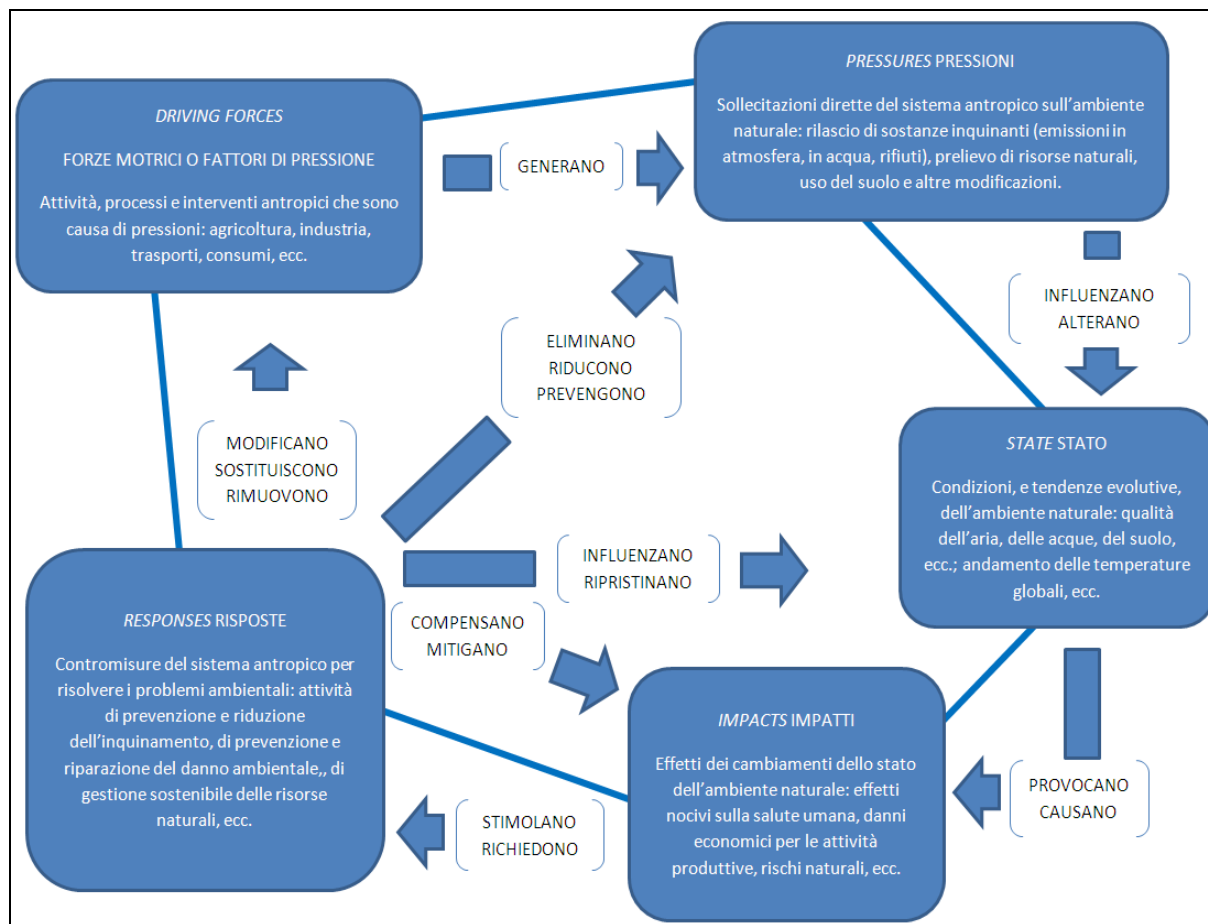 DRIVING FORCES
FORZE MOTRICI O FATTORI DI PRESSIONE
Attività, processi e interventi antropici che sono
causa di pressioni: agricoltura, industria,
trasporti, consumi, ecc.
GENERANO
PRESSURES PRESSIONI
Sollecitazioni dirette del sistema antropico sull’ambiente
naturale: rilascio di sostanze inquinanti (emissioni in
atmosfera, in acqua, rifiuti), prelievo di risorse naturali,
uso del suolo e altre modificazioni.
INFLUENZANO
ALTERANO
ELIMINANO
RIDUCONO
PREVENGONO
MODIFICANO
SOSTITUISCONO
RIMUOVONO
STATE STATO
Condizioni, e tendenze evolutive,
dell’ambiente naturale: qualità
dell’aria, delle acque, del suolo,
ecc.; andamento delle temperature
globali, ecc.
INFLUENZANO
RIPRISTINANO
COMPENSANO
MITIGANO
RESPONSES RISPOSTE
Contromisure del sistema antropico per
risolvere i problemi ambientali: attività
di prevenzione e riduzione
dell’inquinamento, di prevenzione e
riparazione del danno ambientale,, di
gestione sostenibile delle risorse
naturali, ecc.
IMPACTS IMPATTI
Effetti dei cambiamenti dello stato
dell’ambiente naturale: effetti
nocivi sulla salute umana, danni
economici per le attività
produttive, rischi naturali, ecc.
PROVOCANO
CAUSANO
STIMOLANO
RICHIEDONO